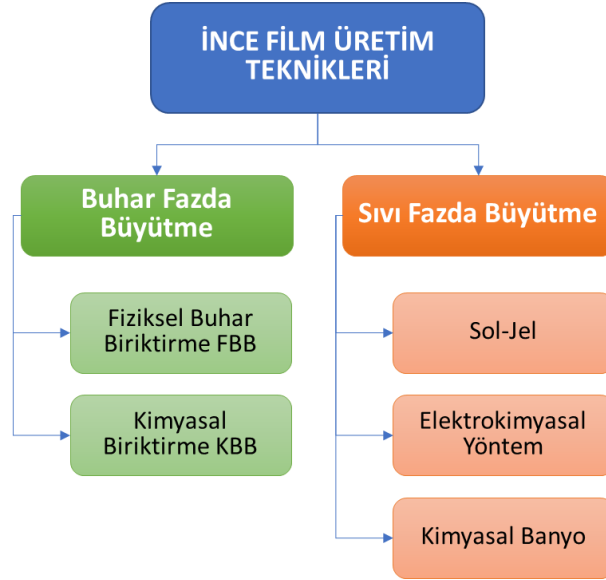 İNCE FİLM ÜRETİM
TEKNİKLERİ
Buhar Fazda
Büyütme
Fiziksel Buhar
Biriktirme FBB
Kimyasal
Biriktirme KBB
Sıvı Fazda Büyütme
Sol-Jel
Elektrokimyasal
Yöntem
Kimyasal Banyo